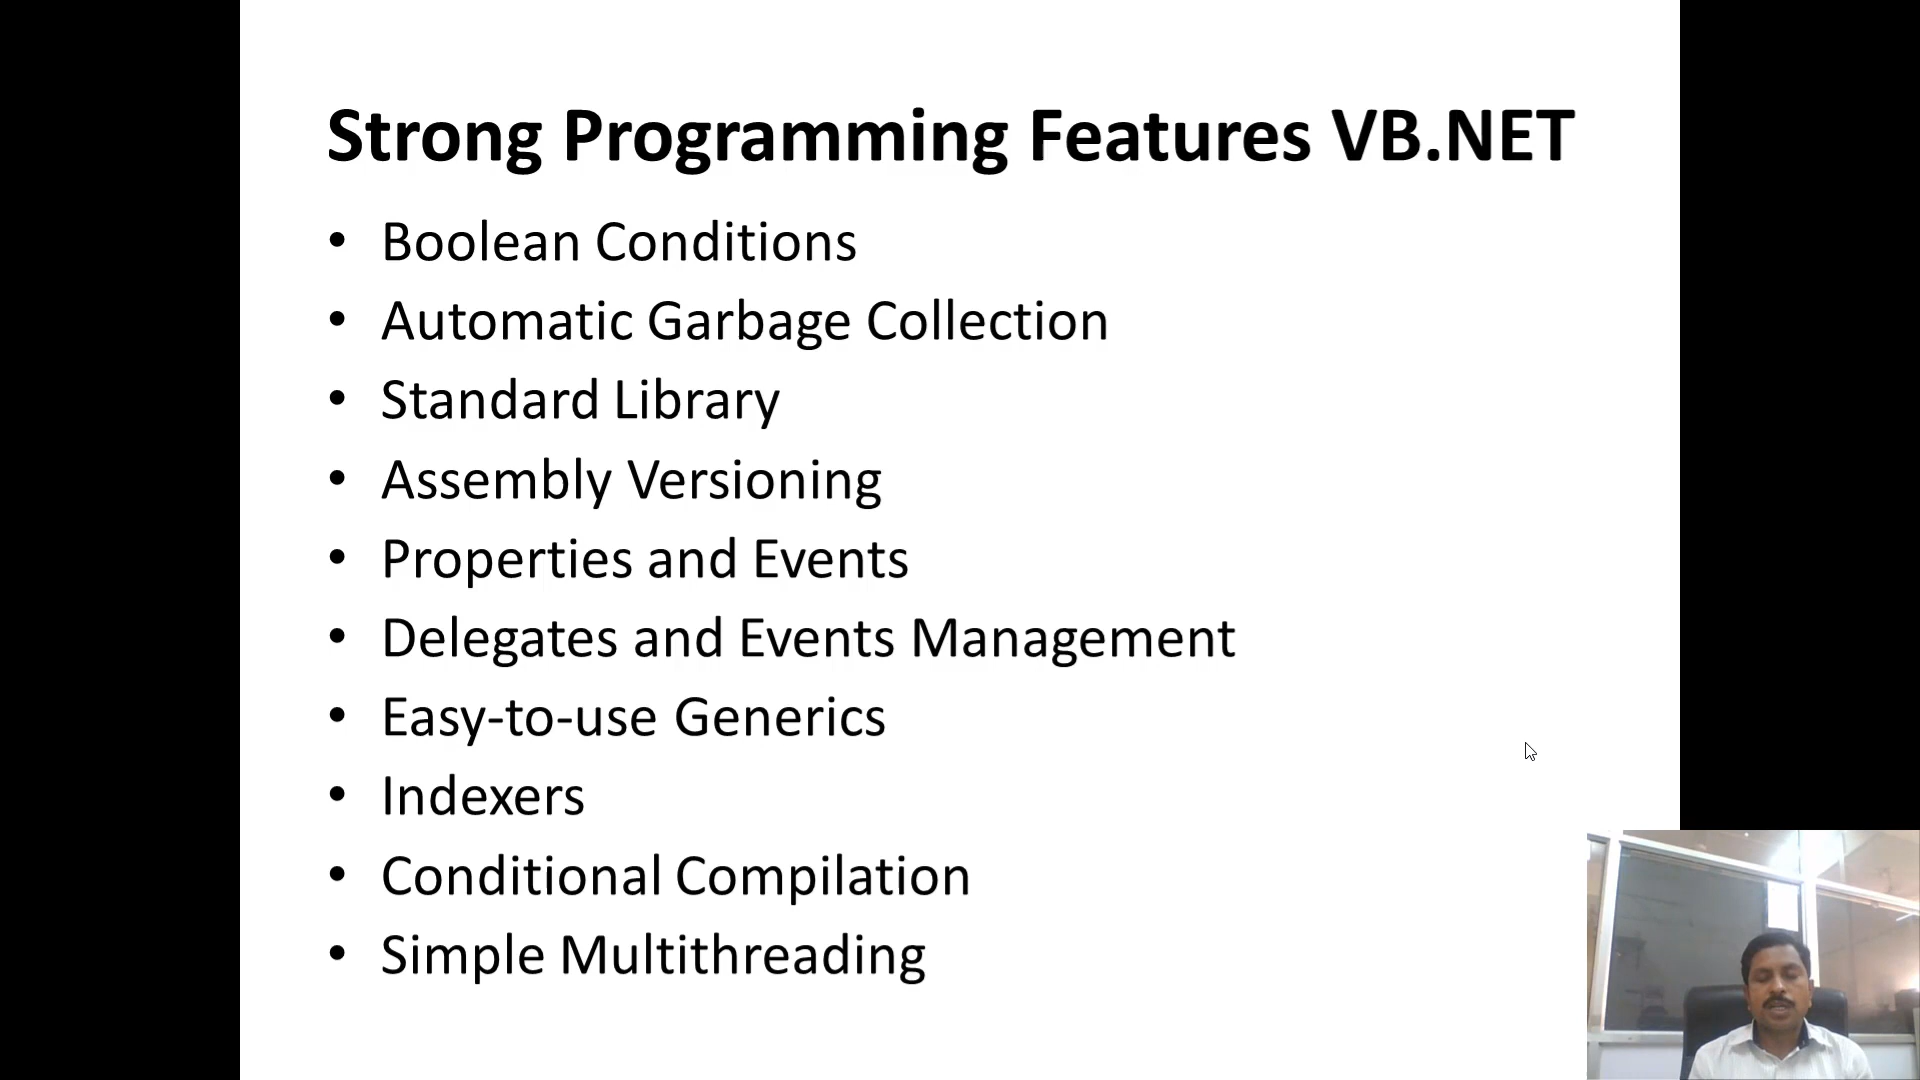 Strong Programming Features VB.NET
• Boolean Conditions
• Automatic Garbage Collection
• Standard Library
• Assembly Versioning
• Properties and Events
• Delegates and Events Management
• Easy-to-use Generics
• Indexers
• Conditional Compilation
• Simple Multithreading